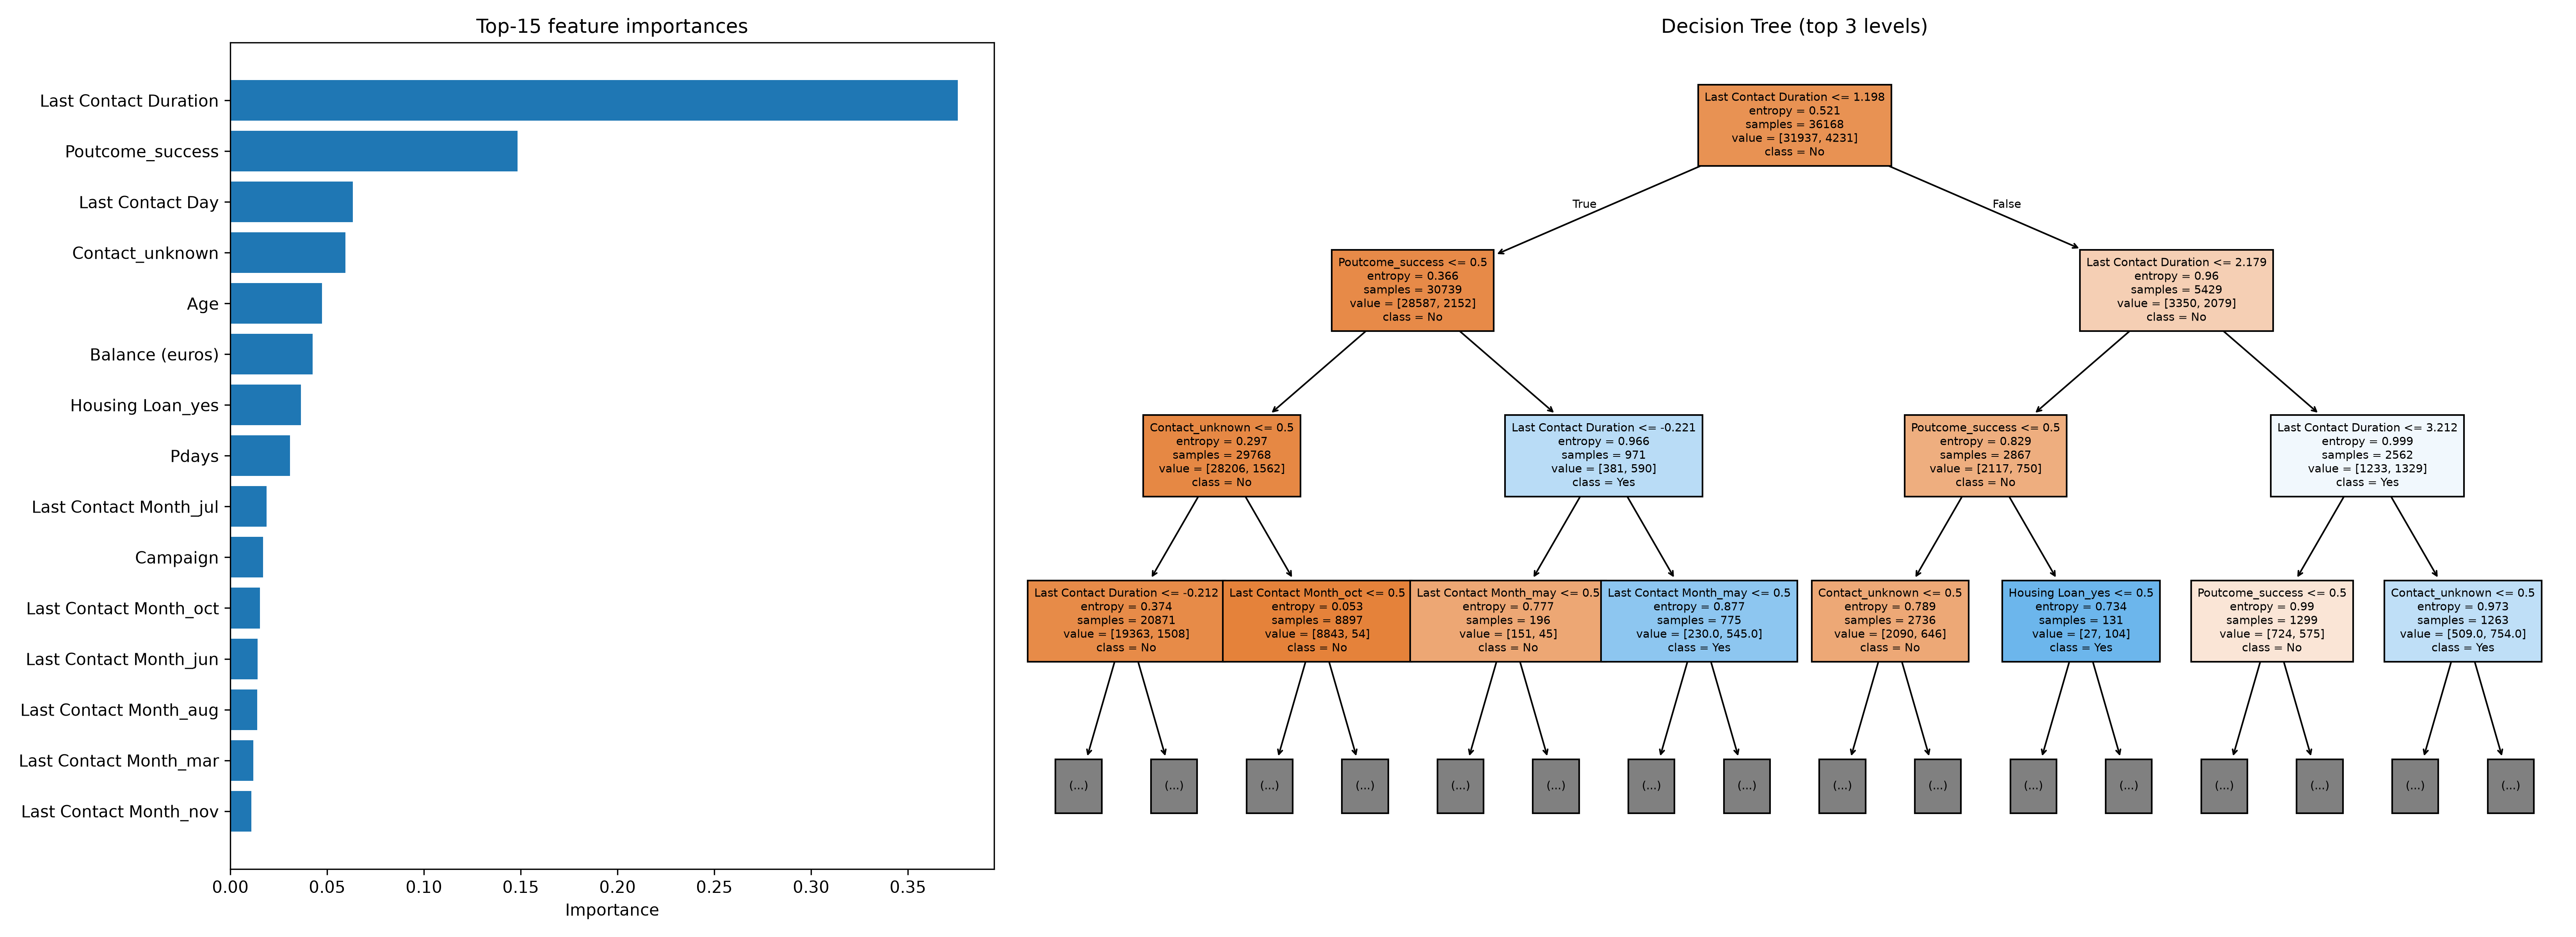 Top-15 feature importances
Last Contact Duration
Poutcome_success
Last Contact Day
Contact_unknown
Age
Balance (euros)
Housing Loan_yes
Pdays
Last Contact Month_jul
Campaign
Last Contact Month_oct
Last Contact Month_jun
Last Contact Month_aug
Last Contact Month_mar
Last Contact Month_nov
0.00 0.05 0.10 0.15 0.20 0.25 0.30 0.35
Importance
Decision Tree (top 3 levels)
Last Contact Duration <= 1.198
entropy = 0.521
samples = 36168
value = [31937, 4231]
class = No
True
False
Poutcome_success <= 0.5
entropy = 0.366
samples = 30739
value = [28587, 2152]
class = No
Last Contact Duration <= 2.179
entropy = 0.96
samples = 5429
value = [3350, 2079]
class = No
Contact_unknown <= 0.5
entropy = 0.297
samples = 29768
value = [28206, 1562]
class = No
Last Contact Duration <= -0.221
entropy = 0.966
samples = 971
value = [381, 590]
class = Yes
Poutcome_success <= 0.5
entropy = 0.829
samples = 2867
value = [2117, 750]
class = No
Last Contact Duration <= 3.212
entropy = 0.999
samples = 2562
value = [1233, 1329]
class = Yes
Last Contact Duration <= -0.212
entropy = 0.374
samples = 20871
value = [19363, 1508]
class = No
Last Contact Month_oct <= 0.5
entropy = 0.053
samples = 8897
value = [8843, 54]
class = No
Last Contact Month_may <= 0.5
entropy = 0.777
samples = 196
value = [151, 45]
class = No
Last Contact Month_may <= 0.5
entropy = 0.877
samples = 775
value = [230.0, 545.0]
class = Yes
Contact_unknown <= 0.5
entropy = 0.789
samples = 2736
value = [2090, 646]
class = No
Housing Loan_yes <= 0.5
entropy = 0.734
samples = 131
value = [27, 104]
class = Yes
Poutcome_success <= 0.5
entropy = 0.99
samples = 1299
value = [724, 575]
class = No
Contact_unknown <= 0.5
entropy = 0.973
samples = 1263
value = [509.0, 754.0]
class = Yes
(...) (...) (...) (...) (...) (...) (...) (...) (...) (...) (...) (...) (...) (...) (...) (...)